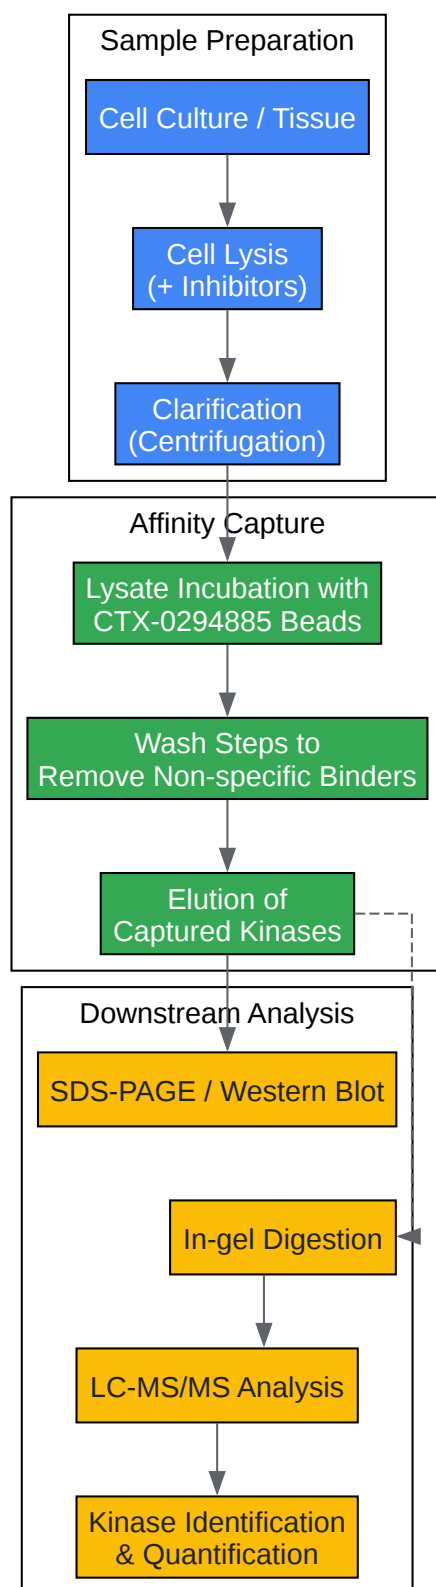 Sample Preparation
Cell Culture / Tissue
Cell Lysis
(+ Inhibitors)
Clarification
(Centrifugation)
Affinity Capture
Lysate Incubation with
CTX-0294885 Beads
Wash Steps to
Remove Non-specific Binders
Elution of
Captured Kinases
Downstream Analysis
SDS-PAGE / Western Blot
In-gel Digestion
LC-MS/MS Analysis
Kinase Identification
& Quantification